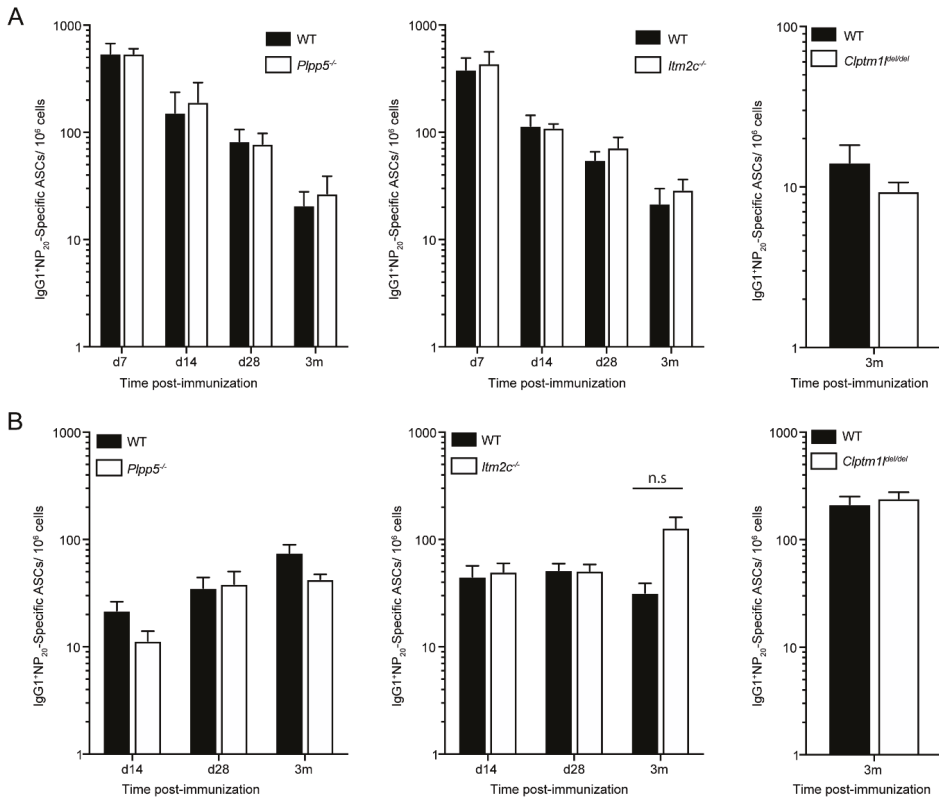 A
1000
100
10
1
IgG1⁺NP₂₀-Specific ASCs/ 10⁶ cells
WT
Plpp5⁻/⁻
d7 d14 d28 3m
Time post-immunization
1000
100
10
1
IgG1⁺NP₂₀-Specific ASCs/ 10⁶ cells
WT
Itm2c⁻/⁻
d7 d14 d28 3m
Time post-immunization
100
10
1
IgG1⁺NP₂₀-Specific ASCs/ 10⁶ cells
WT
Clptm1lᵈᵉˡ/ᵈᵉˡ
3m
Time post-immunization
B
1000
100
10
1
IgG1⁺NP₂₀-Specific ASCs/ 10⁶ cells
WT
Plpp5⁻/⁻
d14 d28 3m
Time post-immunization
1000
100
10
1
IgG1⁺NP₂₀-Specific ASCs/ 10⁶ cells
WT
Itm2c⁻/⁻
n.s
d14 d28 3m
Time post-immunization
1000
100
10
1
IgG1⁺NP₂₀-Specific ASCs/ 10⁶ cells
WT
Clptm1lᵈᵉˡ/ᵈᵉˡ
3m
Time post-immunization